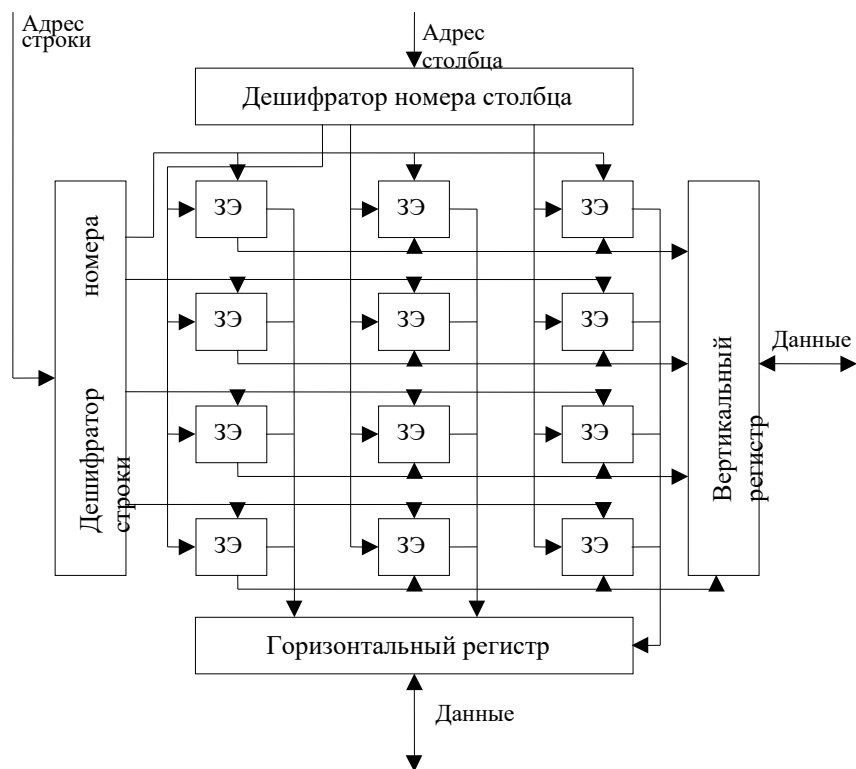 Адрес
строки
Адрес
столбца
Дешифратор номера столбца
Дешифратор номера
строки
ЗЭ ЗЭ ЗЭ
ЗЭ ЗЭ ЗЭ
ЗЭ ЗЭ ЗЭ
ЗЭ ЗЭ ЗЭ
Вертикальный
регистр
Данные
Горизонтальный регистр
Данные